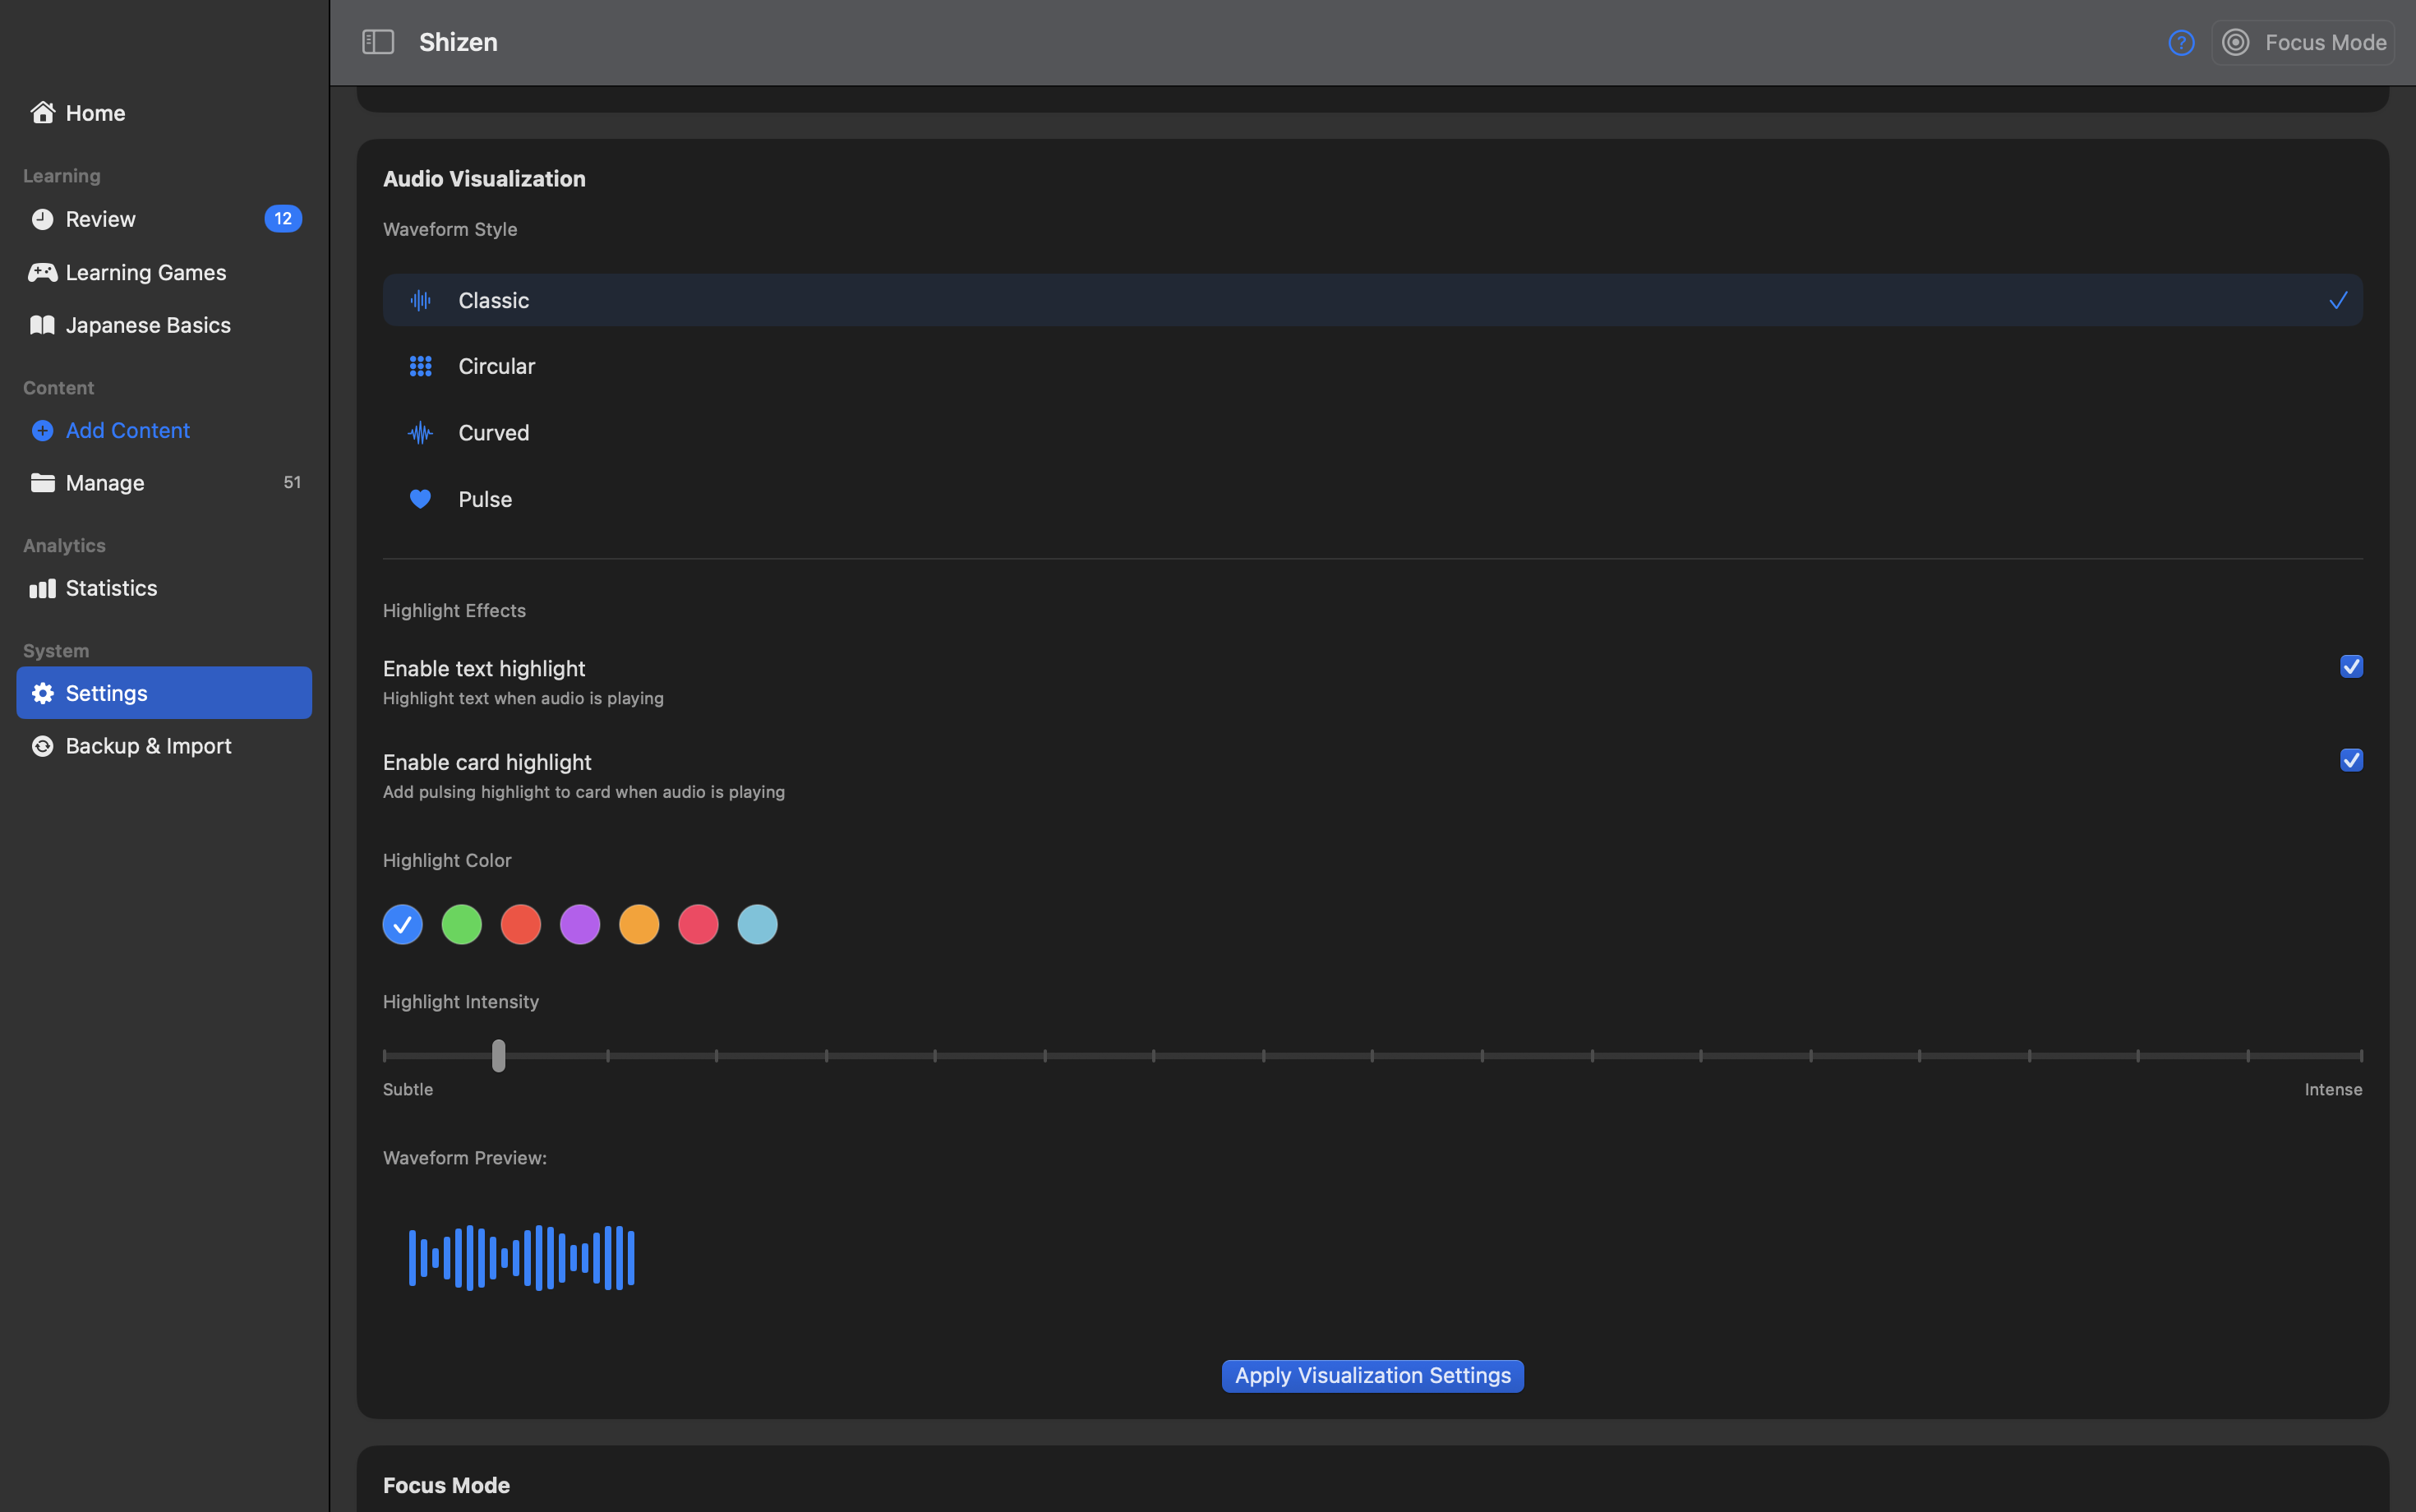 Shizen
? Focus Mode
Home
Learning
Review 12
Learning Games
Japanese Basics
Content
Add Content
Manage 51
Analytics
Statistics
System
Settings
Backup & Import
Audio Visualization
Waveform Style
Classic
Circular
Curved
Pulse
Highlight Effects
Enable text highlight
Highlight text when audio is playing
Enable card highlight
Add pulsing highlight to card when audio is playing
Highlight Color
Highlight Intensity
Subtle Intense
Waveform Preview:
Apply Visualization Settings
Focus Mode